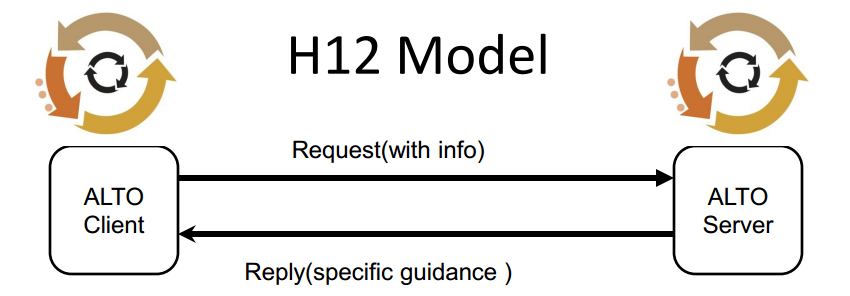 H12 Model
Request(with info)
ALTO
Client
ALTO
Server
Reply(specific guidance )